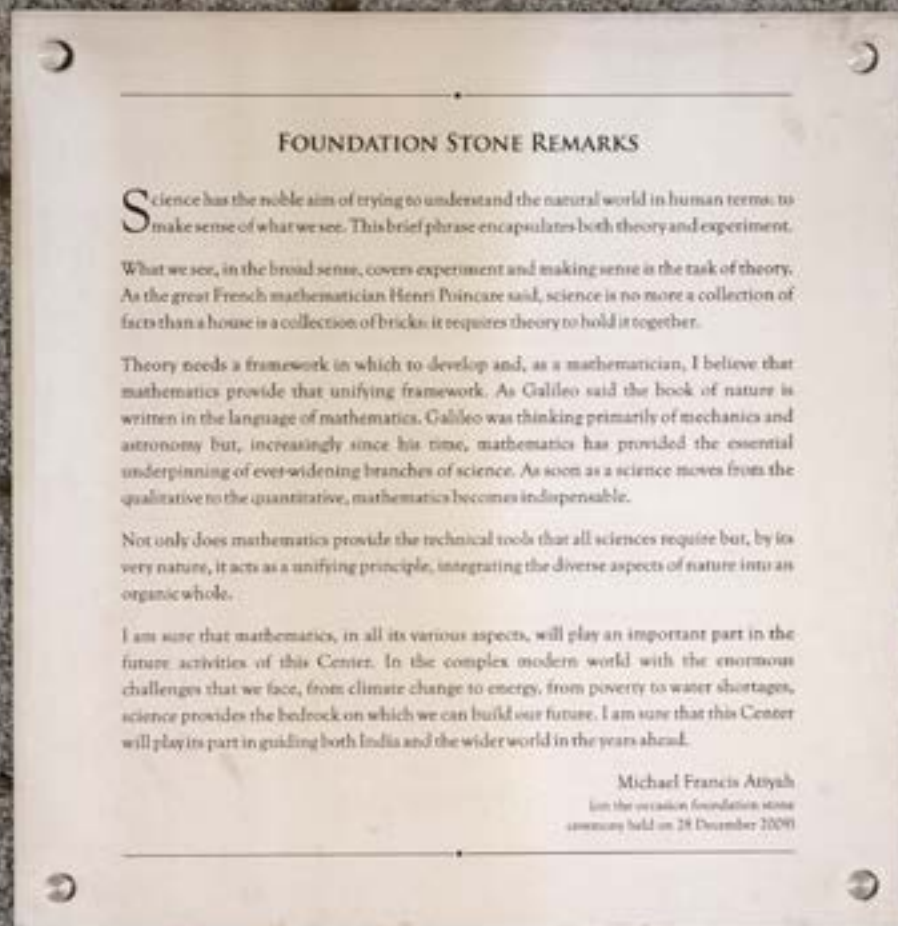 FOUNDATION STONE REMARKS
Science has the noble aim of trying to understand the natural world in human terms: to
make sense of what we see. This brief phrase encapsulates both theory and experiment.
What we see, in the broad sense, covers experiment and making sense is the task of theory.
As the great French mathematician Henri Poincare said, science is no more a collection of
facts than a house is a collection of bricks: it requires theory to hold it together.
Theory needs a framework in which to develop and, as a mathematician, I believe that
mathematics provide that unifying framework. As Galileo said the book of nature is
written in the language of mathematics. Galileo was thinking primarily of mechanics and
astronomy but, increasingly since his time, mathematics has provided the essential
underpinning of ever-widening branches of science. As soon as a science moves from the
qualitative to the quantitative, mathematics becomes indispensable.
Not only does mathematics provide the technical tools that all sciences require but, by its
very nature, it acts as a unifying principle, integrating the diverse aspects of nature into an
organic whole.
I am sure that mathematics, in all its various aspects, will play an important part in the
future activities of this Center. In the complex modern world with the enormous
challenges that we face, from climate change to energy, from poverty to water shortages,
science provides the bedrock on which we can build our future. I am sure that this Center
will play its part in guiding both India and the wider world in the years ahead.
Michael Francis Atiyah
(on the occasion foundation stone
ceremony held on 28 December 2009)